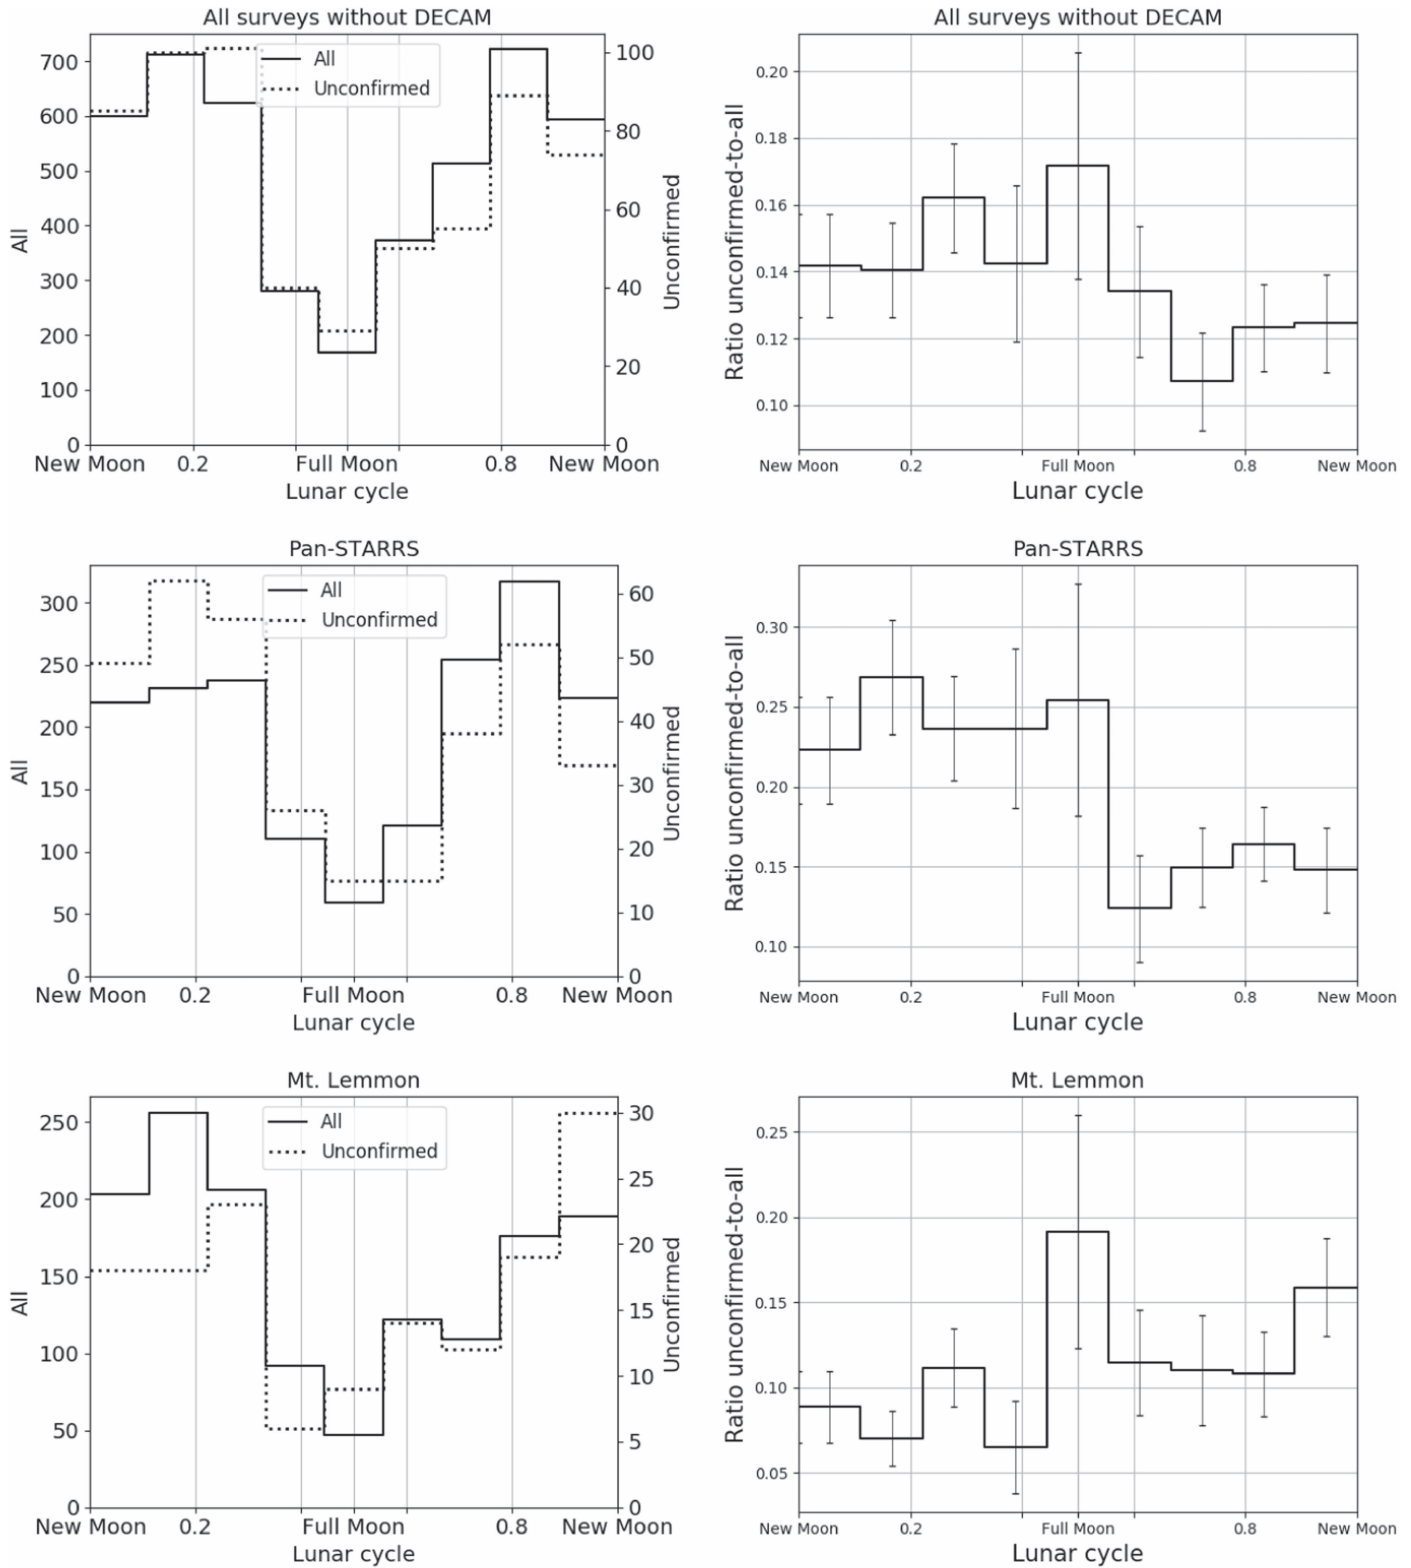 All surveys without DECAM
All
Unconfirmed
700
600
500
400
300
200
100
0
All
100
80
60
40
20
0
Unconfirmed
New Moon 0.2 Full Moon 0.8 New Moon
Lunar cycle
All surveys without DECAM
0.20
0.18
0.16
0.14
0.12
0.10
Ratio unconfirmed-to-all
New Moon 0.2 Full Moon 0.8 New Moon
Lunar cycle
Pan-STARRS
All
Unconfirmed
300
250
200
150
100
50
0
All
60
50
40
30
20
10
0
Unconfirmed
New Moon 0.2 Full Moon 0.8 New Moon
Lunar cycle
Pan-STARRS
0.30
0.25
0.20
0.15
0.10
Ratio unconfirmed-to-all
New Moon 0.2 Full Moon 0.8 New Moon
Lunar cycle
Mt. Lemmon
All
Unconfirmed
250
200
150
100
50
0
All
30
25
20
15
10
5
0
Unconfirmed
New Moon 0.2 Full Moon 0.8 New Moon
Lunar cycle
Mt. Lemmon
0.25
0.20
0.15
0.10
0.05
Ratio unconfirmed-to-all
New Moon 0.2 Full Moon 0.8 New Moon
Lunar cycle